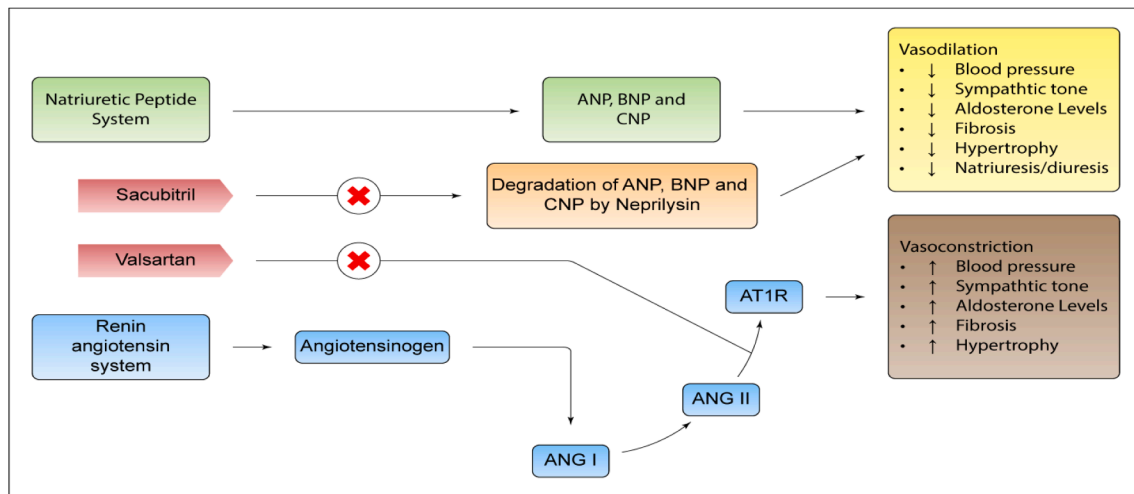 Natriuretic Peptide
System
ANP, BNP and
CNP
Vasodilation
• ↓ Blood pressure
• ↓ Sympathtic tone
• ↓ Aldosterone Levels
• ↓ Fibrosis
• ↓ Hypertrophy
• ↓ Natriuresis/diuresis
Sacubitril
Degradation of ANP, BNP and
CNP by Neprilysin
Valsartan
Vasoconstriction
• ↑ Blood pressure
• ↑ Sympathtic tone
• ↑ Aldosterone Levels
• ↑ Fibrosis
• ↑ Hypertrophy
AT1R
Renin
angiotensin
system
Angiotensinogen
ANG II
ANG I